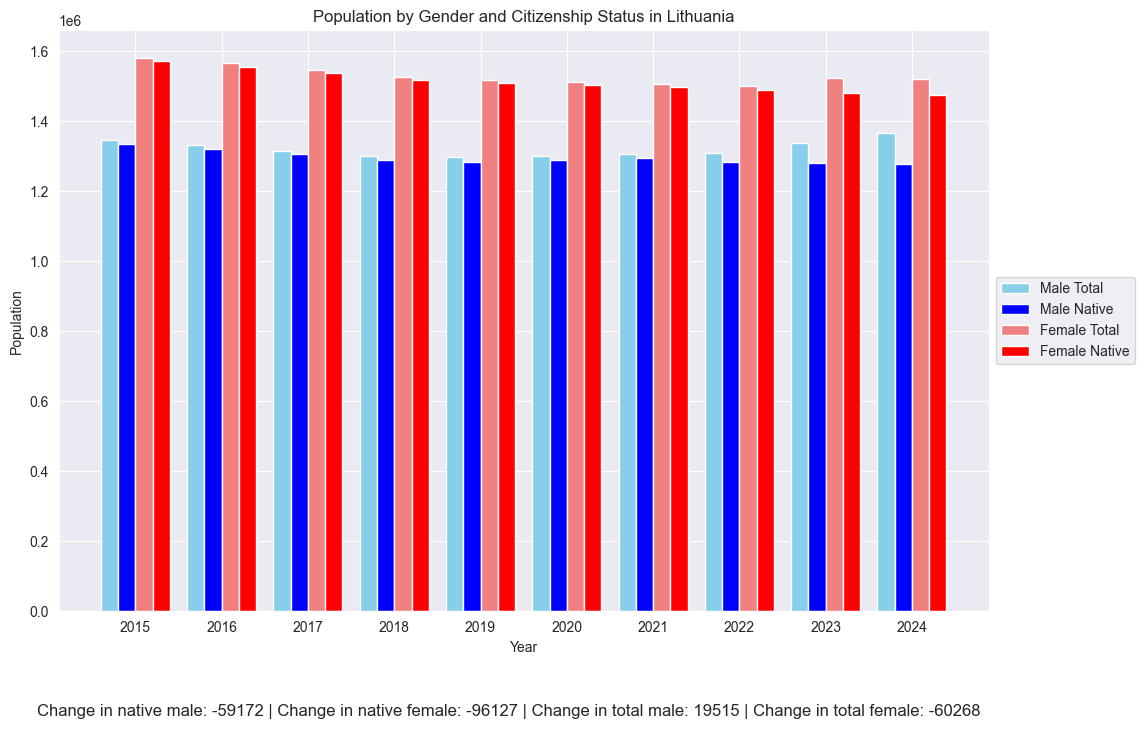 Population by Gender and Citizenship Status in Lithuania
1e6
1.6
1.4
1.2
1.0
0.8
0.6
0.4
0.2
0.0
Population
2015 2016 2017 2018 2019 2020 2021 2022 2023 2024
Year
Male Total
Male Native
Female Total
Female Native
Change in native male: -59172 | Change in native female: -96127 | Change in total male: 19515 | Change in total female: -60268